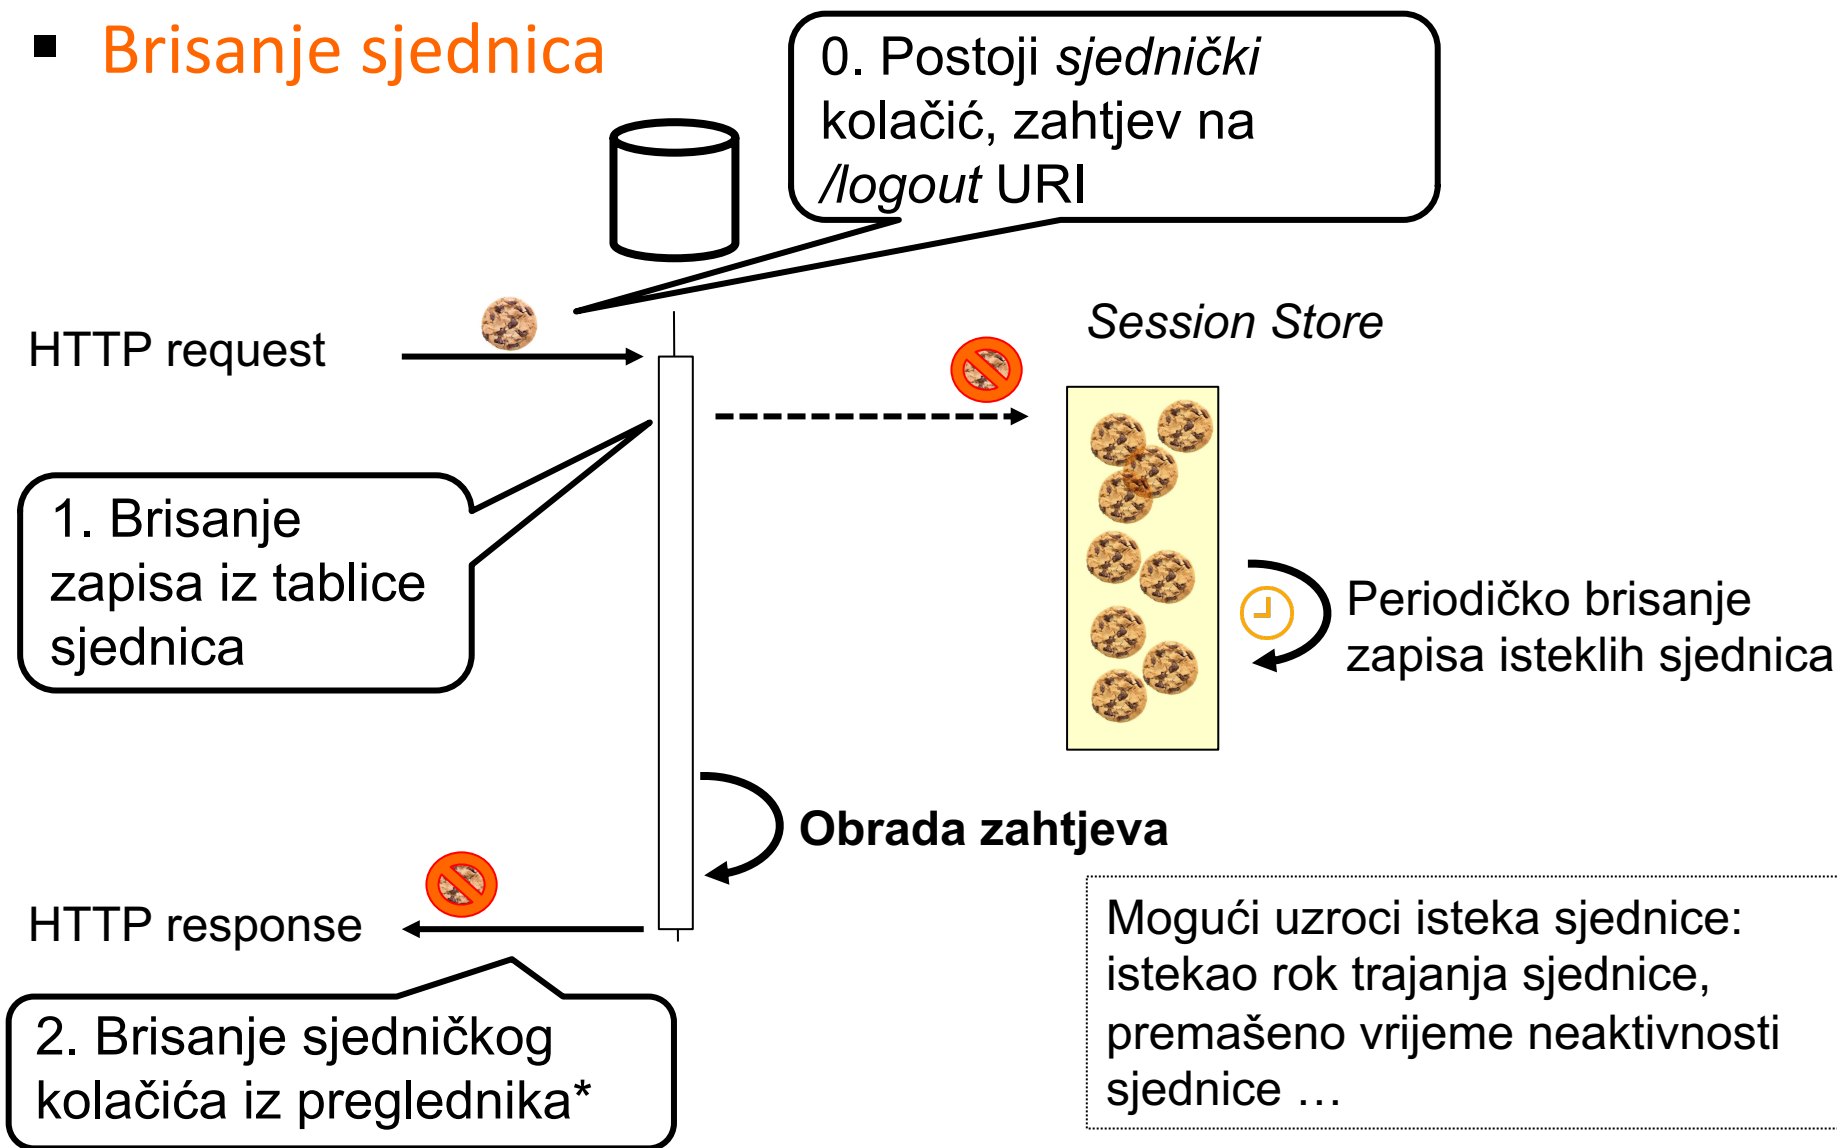 Brisanje sjednica
0. Postoji sjednički
kolačić, zahtjev na
/logout URI
HTTP request
Session Store
1. Brisanje
zapisa iz tablice
sjednica
Periodičko brisanje
zapisa isteklih sjednica
Obrada zahtjeva
HTTP response
2. Brisanje sjedničkog
kolačića iz preglednika*
Mogući uzroci isteka sjednice:
istekao rok trajanja sjednice,
premašeno vrijeme neaktivnosti
sjednice …